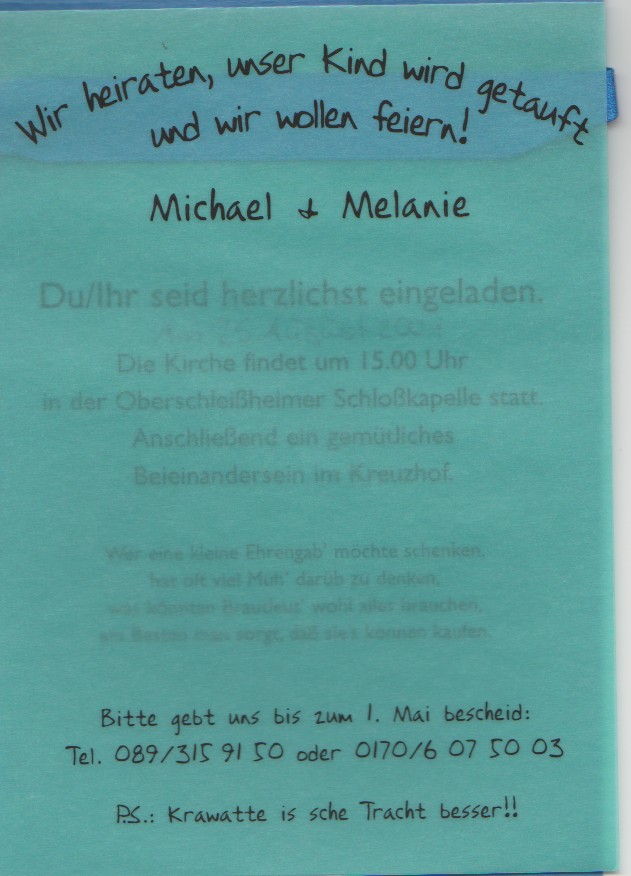 Wir heiraten, unser Kind wird getauft
und wir wollen feiern!
Michael & Melanie
Du/Ihr seid herzlichst eingeladen.
Die Kirche findet um 15.00 Uhr
in der Oberschleißheimer Schloßkapelle statt.
Anschließend ein gemütliches
Beieinandersein im Kreuzhof.
Wer eine kleine Ehrengab' möchte schenken,
hat oft viel Müh' darüb zu denken,
was könnten Brautleut' wohl alles brauchen,
am Besten man sorgt, daß sie's können kaufen.
Bitte gebt uns bis zum 1. Mai bescheid:
Tel. 089/315 91 50 oder 0170/6 07 50 03
P.S.: Krawatte is sche Tracht besser!!